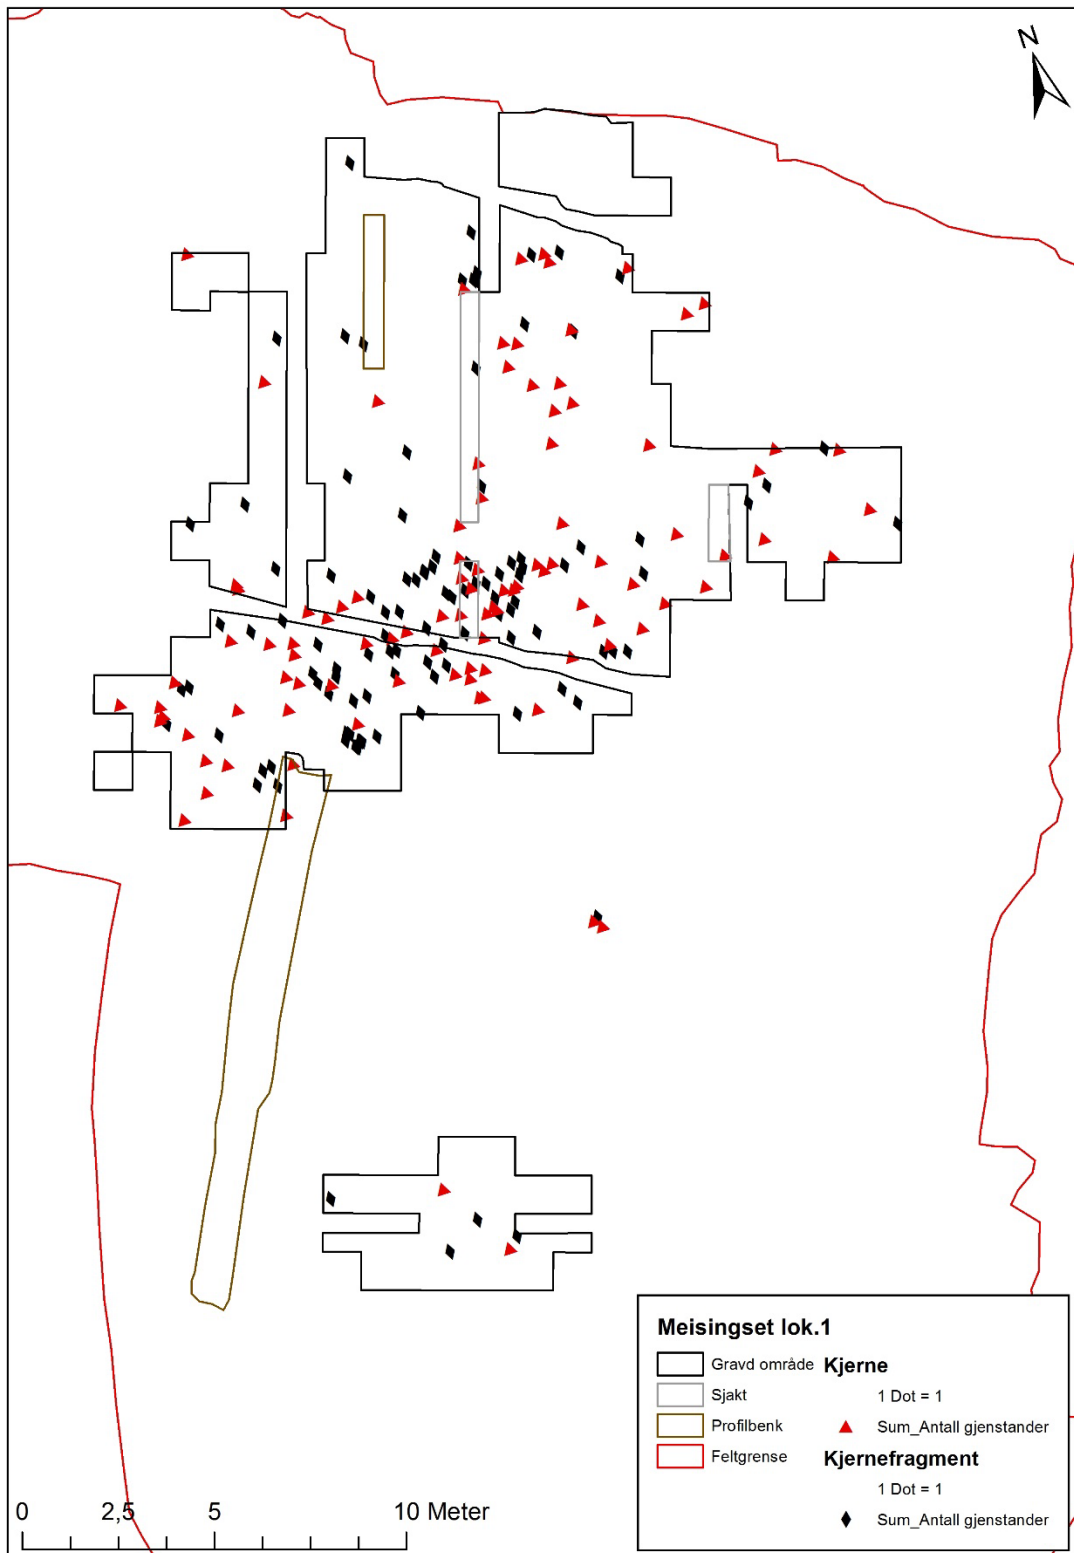 N
Meisingset lok.1
Gravd område
Sjakt
Profilbenk
Feltgrense
Kjerne
1 Dot = 1
Sum_Antall gjenstander
Kjernefragment
1 Dot = 1
Sum_Antall gjenstander
0 2,5 5 10 Meter